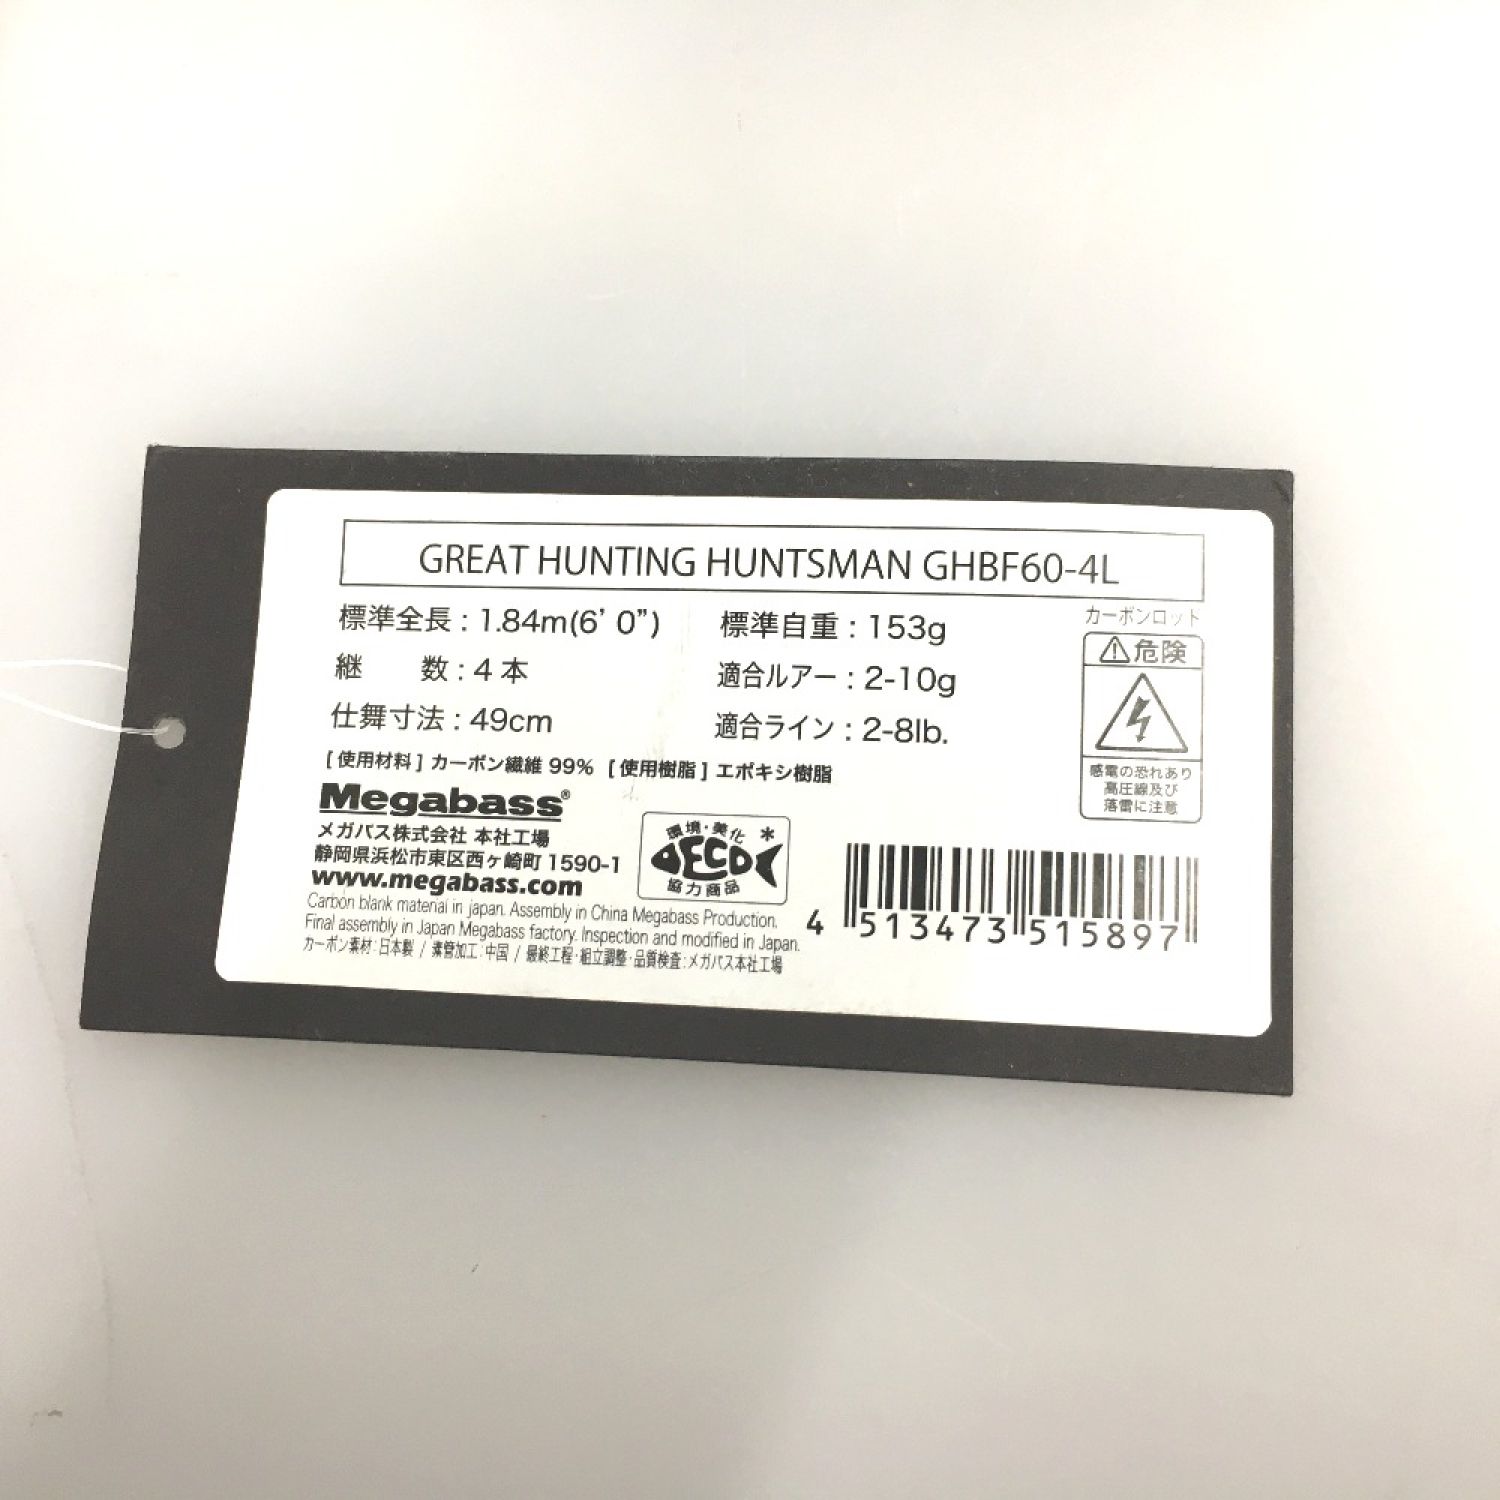 GREAT HUNTING HUNTSMAN GHBF60-4L
標準全長 : 1.84m(6' 0")
標準自重 : 153g
継 数 : 4 本
適合ルアー : 2-10g
仕舞寸法 : 49cm
適合ライン : 2-8lb.
[ 使用材料 ] カーボン繊維 99% [ 使用樹脂 ] エポキシ樹脂
カーボンロット
危険
感電の恐れあり
高圧線及び
落雷に注意
Megabass®
メガバス株式会社 本社工場
静岡県浜松市東区西ヶ崎町 1590-1
www.megabass.com
環境・美化 *
DECO
協力商品
Carbon blank material in japan. Assembly in China Megabass Production.
Final assembly in Japan Megabass factory. Inspection and modified in Japan.
カーボン素材:日本製 / 素管加工:中国 / 最終工程・組立調整・品質検査:メガバス本社工場
4 513473 515897